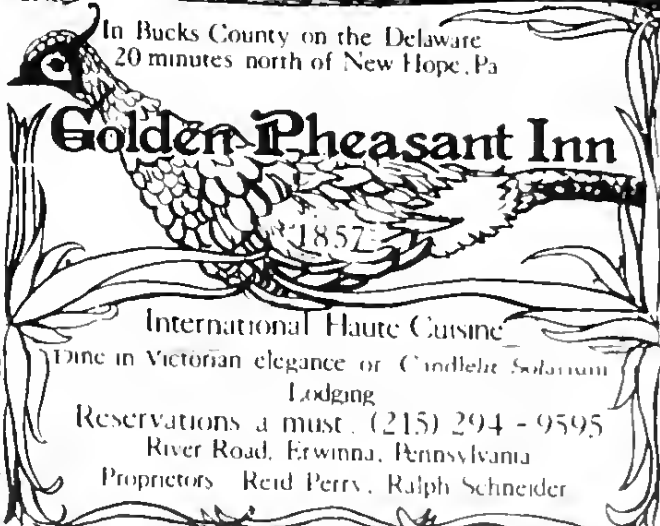 In Bucks County on the Delaware
20 minutes north of New Hope, Pa
Golden Pheasant Inn
1857
International Haute Cuisine
Dine in Victorian elegance or Candlelit Solarium
Lodging
Reservations a must. (215) 294-9595
River Road, Erwinna, Pennsylvania
Proprietors Reid Perry, Ralph Schneider